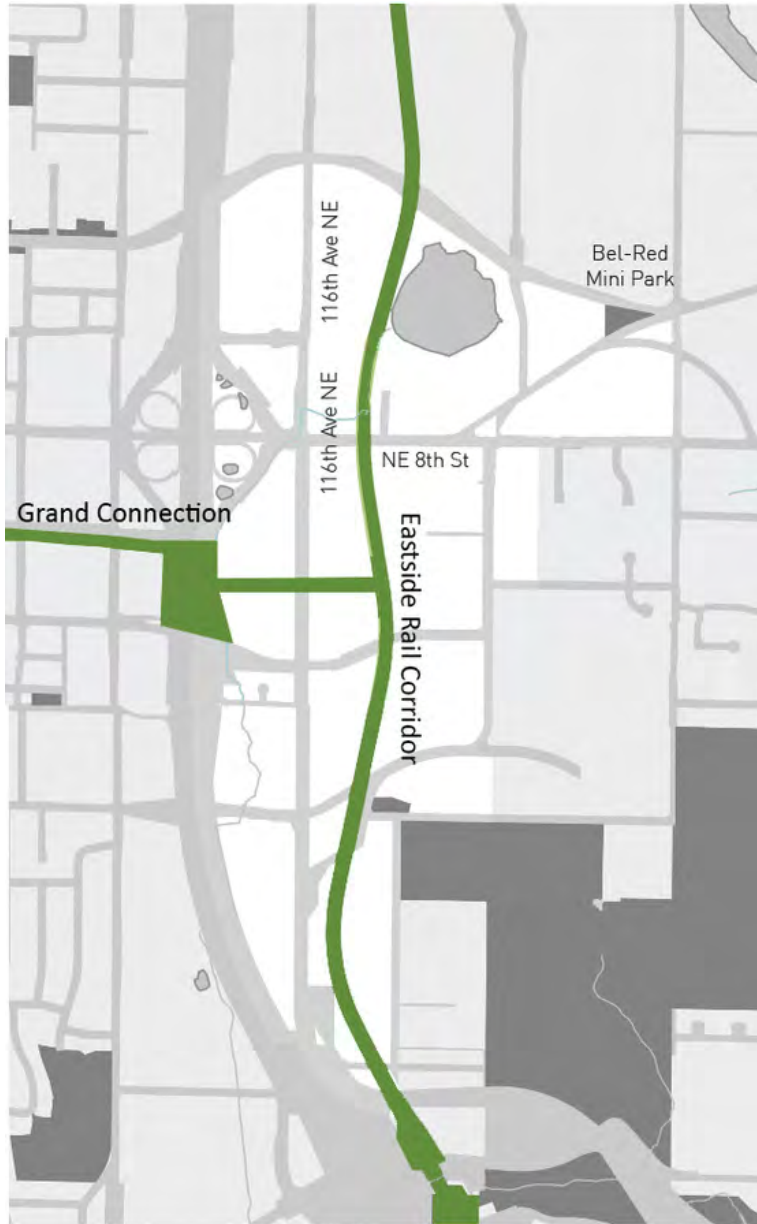 116th Ave NE
Bel-Red
Mini Park
116th Ave NE
NE 8th St
Grand Connection
Eastside Rail Corridor